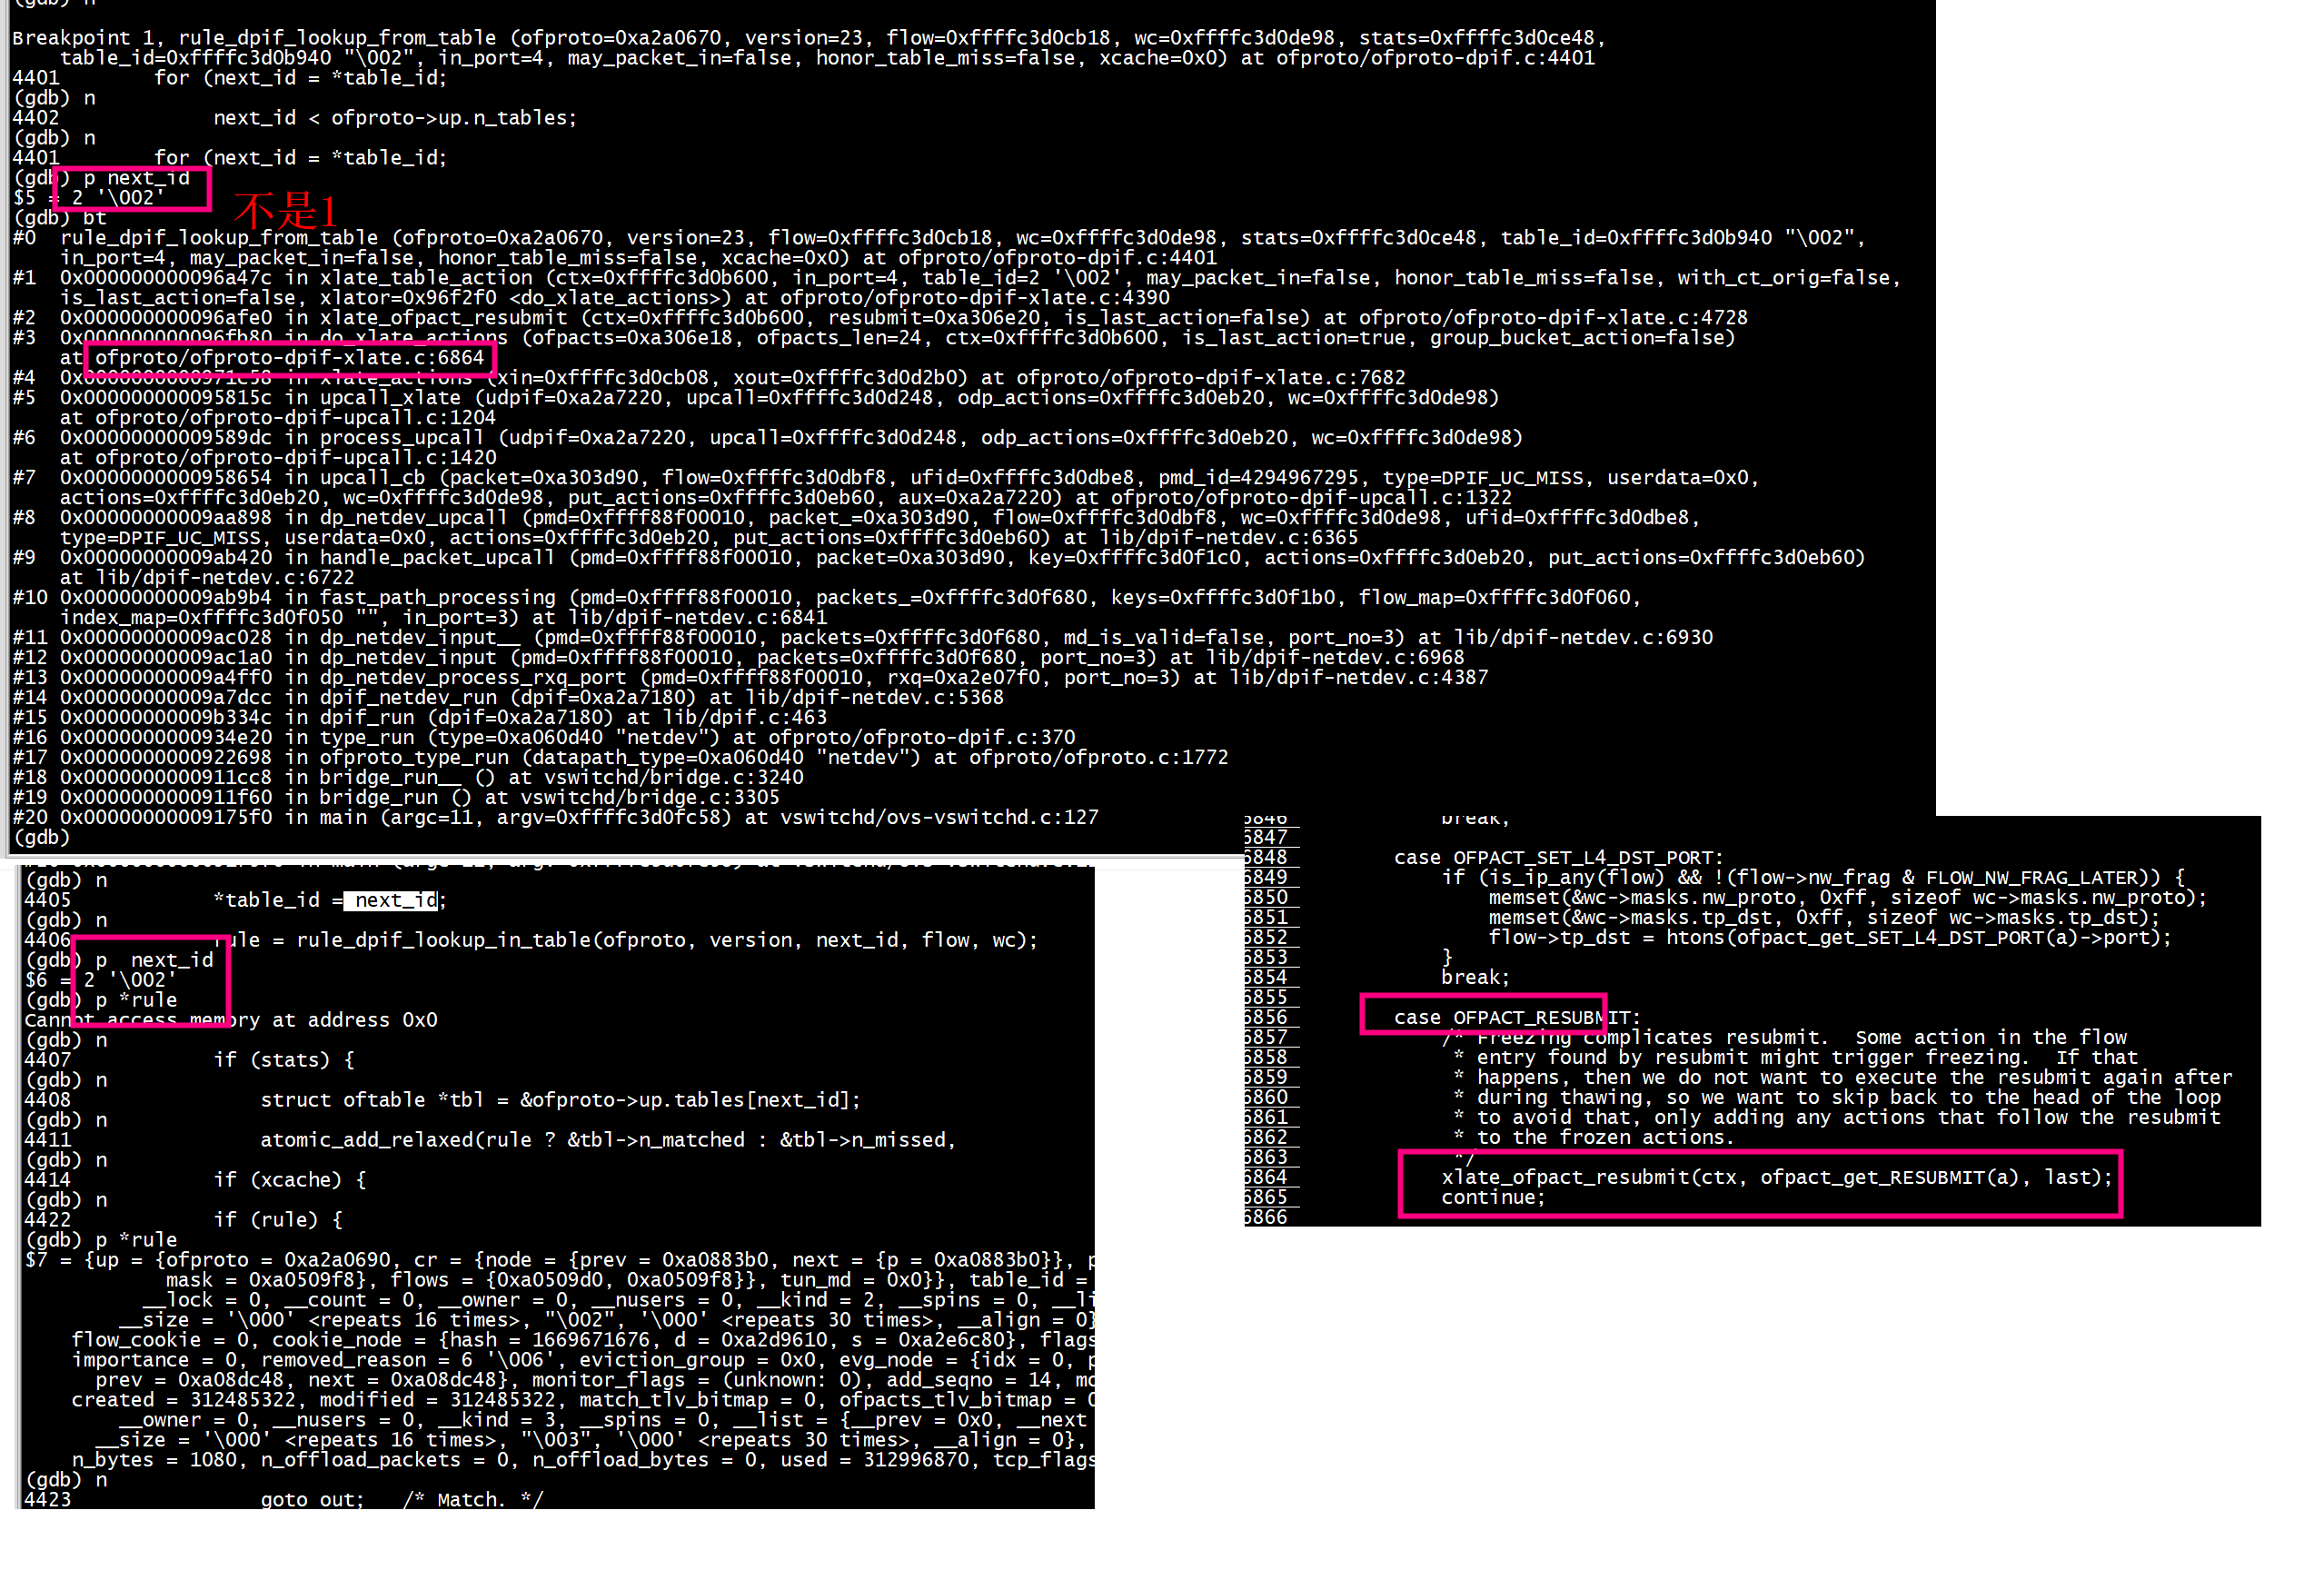 (gdb) n
Breakpoint 1, rule_dpif_lookup_from_table (ofproto=0xa2a0670, version=23, flow=0xffffc3d0cb18, wc=0xffffc3d0de98, stats=0xffffc3d0ce48,
    table_id=0xffffc3d0b940 "\002", in_port=4, may_packet_in=false, honor_table_miss=false, xcache=0x0) at ofproto/ofproto-dpif.c:4401
4401        for (next_id = *table_id;
(gdb) n
4402             next_id < ofproto->up.n_tables;
(gdb) n
4401        for (next_id = *table_id;
(gdb) p next_id
$5 = 2 '\002'
不是1
(gdb) bt
#0  rule_dpif_lookup_from_table (ofproto=0xa2a0670, version=23, flow=0xffffc3d0cb18, wc=0xffffc3d0de98, stats=0xffffc3d0ce48, table_id=0xffffc3d0b940 "\002",
    in_port=4, may_packet_in=false, honor_table_miss=false, xcache=0x0) at ofproto/ofproto-dpif.c:4401
#1  0x000000000096a47c in xlate_table_action (ctx=0xffffc3d0b600, in_port=4, table_id=2 '\002', may_packet_in=false, honor_table_miss=false, with_ct_orig=false,
    is_last_action=false, xlator=0x96f2f0 <do_xlate_actions>) at ofproto/ofproto-dpif-xlate.c:4390
#2  0x000000000096afe0 in xlate_ofpact_resubmit (ctx=0xffffc3d0b600, resubmit=0xa306e20, is_last_action=false) at ofproto/ofproto-dpif-xlate.c:4728
#3  0x000000000096fb80 in do_xlate_actions (ofpacts=0xa306e18, ofpacts_len=24, ctx=0xffffc3d0b600, is_last_action=true, group_bucket_action=false)
    at ofproto/ofproto-dpif-xlate.c:6864
#4  0x0000000000971c58 in xlate_actions (xin=0xffffc3d0cb08, xout=0xffffc3d0d2b0) at ofproto/ofproto-dpif-xlate.c:7682
#5  0x000000000095815c in upcall_xlate (udpif=0xa2a7220, upcall=0xffffc3d0d248, odp_actions=0xffffc3d0eb20, wc=0xffffc3d0de98)
    at ofproto/ofproto-dpif-upcall.c:1204
#6  0x00000000009589dc in process_upcall (udpif=0xa2a7220, upcall=0xffffc3d0d248, odp_actions=0xffffc3d0eb20, wc=0xffffc3d0de98)
    at ofproto/ofproto-dpif-upcall.c:1420
#7  0x0000000000958654 in upcall_cb (packet=0xa303d90, flow=0xffffc3d0dbf8, ufid=0xffffc3d0dbe8, pmd_id=4294967295, type=DPIF_UC_MISS, userdata=0x0,
    actions=0xffffc3d0eb20, wc=0xffffc3d0de98, put_actions=0xffffc3d0eb60, aux=0xa2a7220) at ofproto/ofproto-dpif-upcall.c:1322
#8  0x00000000009aa898 in dp_netdev_upcall (pmd=0xffff88f00010, packet_=0xa303d90, flow=0xffffc3d0dbf8, wc=0xffffc3d0de98, ufid=0xffffc3d0dbe8,
    type=DPIF_UC_MISS, userdata=0x0, actions=0xffffc3d0eb20, put_actions=0xffffc3d0eb60) at lib/dpif-netdev.c:6365
#9  0x00000000009ab420 in handle_packet_upcall (pmd=0xffff88f00010, packet=0xa303d90, key=0xffffc3d0f1c0, actions=0xffffc3d0eb20, put_actions=0xffffc3d0eb60)
    at lib/dpif-netdev.c:6722
#10 0x00000000009ab9b4 in fast_path_processing (pmd=0xffff88f00010, packets_=0xffffc3d0f680, keys=0xffffc3d0f1b0, flow_map=0xffffc3d0f060,
    index_map=0xffffc3d0f050 "", in_port=3) at lib/dpif-netdev.c:6841
#11 0x00000000009ac028 in dp_netdev_input__ (pmd=0xffff88f00010, packets=0xffffc3d0f680, md_is_valid=false, port_no=3) at lib/dpif-netdev.c:6930
#12 0x00000000009ac1a0 in dp_netdev_input (pmd=0xffff88f00010, packets=0xffffc3d0f680, port_no=3) at lib/dpif-netdev.c:6968
#13 0x00000000009a4ff0 in dp_netdev_process_rxq_port (pmd=0xffff88f00010, rxq=0xa2e07f0, port_no=3) at lib/dpif-netdev.c:4387
#14 0x00000000009a7dcc in dpif_netdev_run (dpif=0xa2a7180) at lib/dpif-netdev.c:5368
#15 0x00000000009b334c in dpif_run (dpif=0xa2a7180) at lib/dpif.c:463
#16 0x0000000000934e20 in type_run (type=0xa060d40 "netdev") at ofproto/ofproto-dpif.c:370
#17 0x0000000000922698 in ofproto_type_run (datapath_type=0xa060d40 "netdev") at ofproto/ofproto.c:1772
#18 0x0000000000911cc8 in bridge_run__ () at vswitchd/bridge.c:3240
#19 0x0000000000911f60 in bridge_run () at vswitchd/bridge.c:3305
#20 0x00000000009175f0 in main (argc=11, argv=0xffffc3d0fc58) at vswitchd/ovs-vswitchd.c:127
(gdb)
(gdb) n
4405            *table_id = next_id;
(gdb) n
4406            rule = rule_dpif_lookup_in_table(ofproto, version, next_id, flow, wc);
(gdb) p  next_id
$6 = 2 '\002'
(gdb) p *rule
Cannot access memory at address 0x0
(gdb) n
4407            if (stats) {
(gdb) n
4408                struct oftable *tbl = &ofproto->up.tables[next_id];
(gdb) n
4411                atomic_add_relaxed(rule ? &tbl->n_matched : &tbl->n_missed,
(gdb) n
4414            if (xcache) {
(gdb) n
4422            if (rule) {
(gdb) p *rule
$7 = {up = {ofproto = 0xa2a0690, cr = {node = {prev = 0xa0883b0, next = {p = 0xa0883b0}},
            mask = 0xa0509f8}, flows = {0xa0509d0, 0xa0509f8}}, tun_md = 0x0}}, table_id =
          __lock = 0, __count = 0, __owner = 0, __nusers = 0, __kind = 2, __spins = 0,
        __size = '\000' <repeats 16 times>, "\002", '\000' <repeats 30 times>, __align = 0}
    flow_cookie = 0, cookie_node = {hash = 1669671676, d = 0xa2d9610, s = 0xa2e6c80}, flags
    importance = 0, removed_reason = 6 '\006', eviction_group = 0x0, evg_node = {idx = 0,
      prev = 0xa08dc48, next = 0xa08dc48}, monitor_flags = (unknown: 0), add_seqno = 14,
    created = 312485322, modified = 312485322, match_tlv_bitmap = 0, ofpacts_tlv_bitmap =
        __owner = 0, __nusers = 0, __kind = 3, __spins = 0, __list = {__prev = 0x0, __next
      __size = '\000' <repeats 16 times>, "\003", '\000' <repeats 30 times>, __align = 0},
    n_bytes = 1080, n_offload_packets = 0, n_offload_bytes = 0, used = 312996870, tcp_flags
(gdb) n
4423                goto out;   /* Match. */
6846            break;
6847
6848        case OFPACT_SET_L4_DST_PORT:
6849            if (is_ip_any(flow) && !(flow->nw_frag & FLOW_NW_FRAG_LATER)) {
6850                memset(&wc->masks.nw_proto, 0xff, sizeof wc->masks.nw_proto);
6851                memset(&wc->masks.tp_dst, 0xff, sizeof wc->masks.tp_dst);
6852                flow->tp_dst = htons(ofpact_get_SET_L4_DST_PORT(a)->port);
6853            }
6854            break;
6855
6856        case OFPACT_RESUBMIT:
6857            /* Freezing complicates resubmit.  Some action in the flow
6858             * entry found by resubmit might trigger freezing.  If that
6859             * happens, then we do not want to execute the resubmit again after
6860             * during thawing, so we want to skip back to the head of the loop
6861             * to avoid that, only adding any actions that follow the resubmit
6862             * to the frozen actions.
6863             */
6864            xlate_ofpact_resubmit(ctx, ofpact_get_RESUBMIT(a), last);
6865            continue;
6866